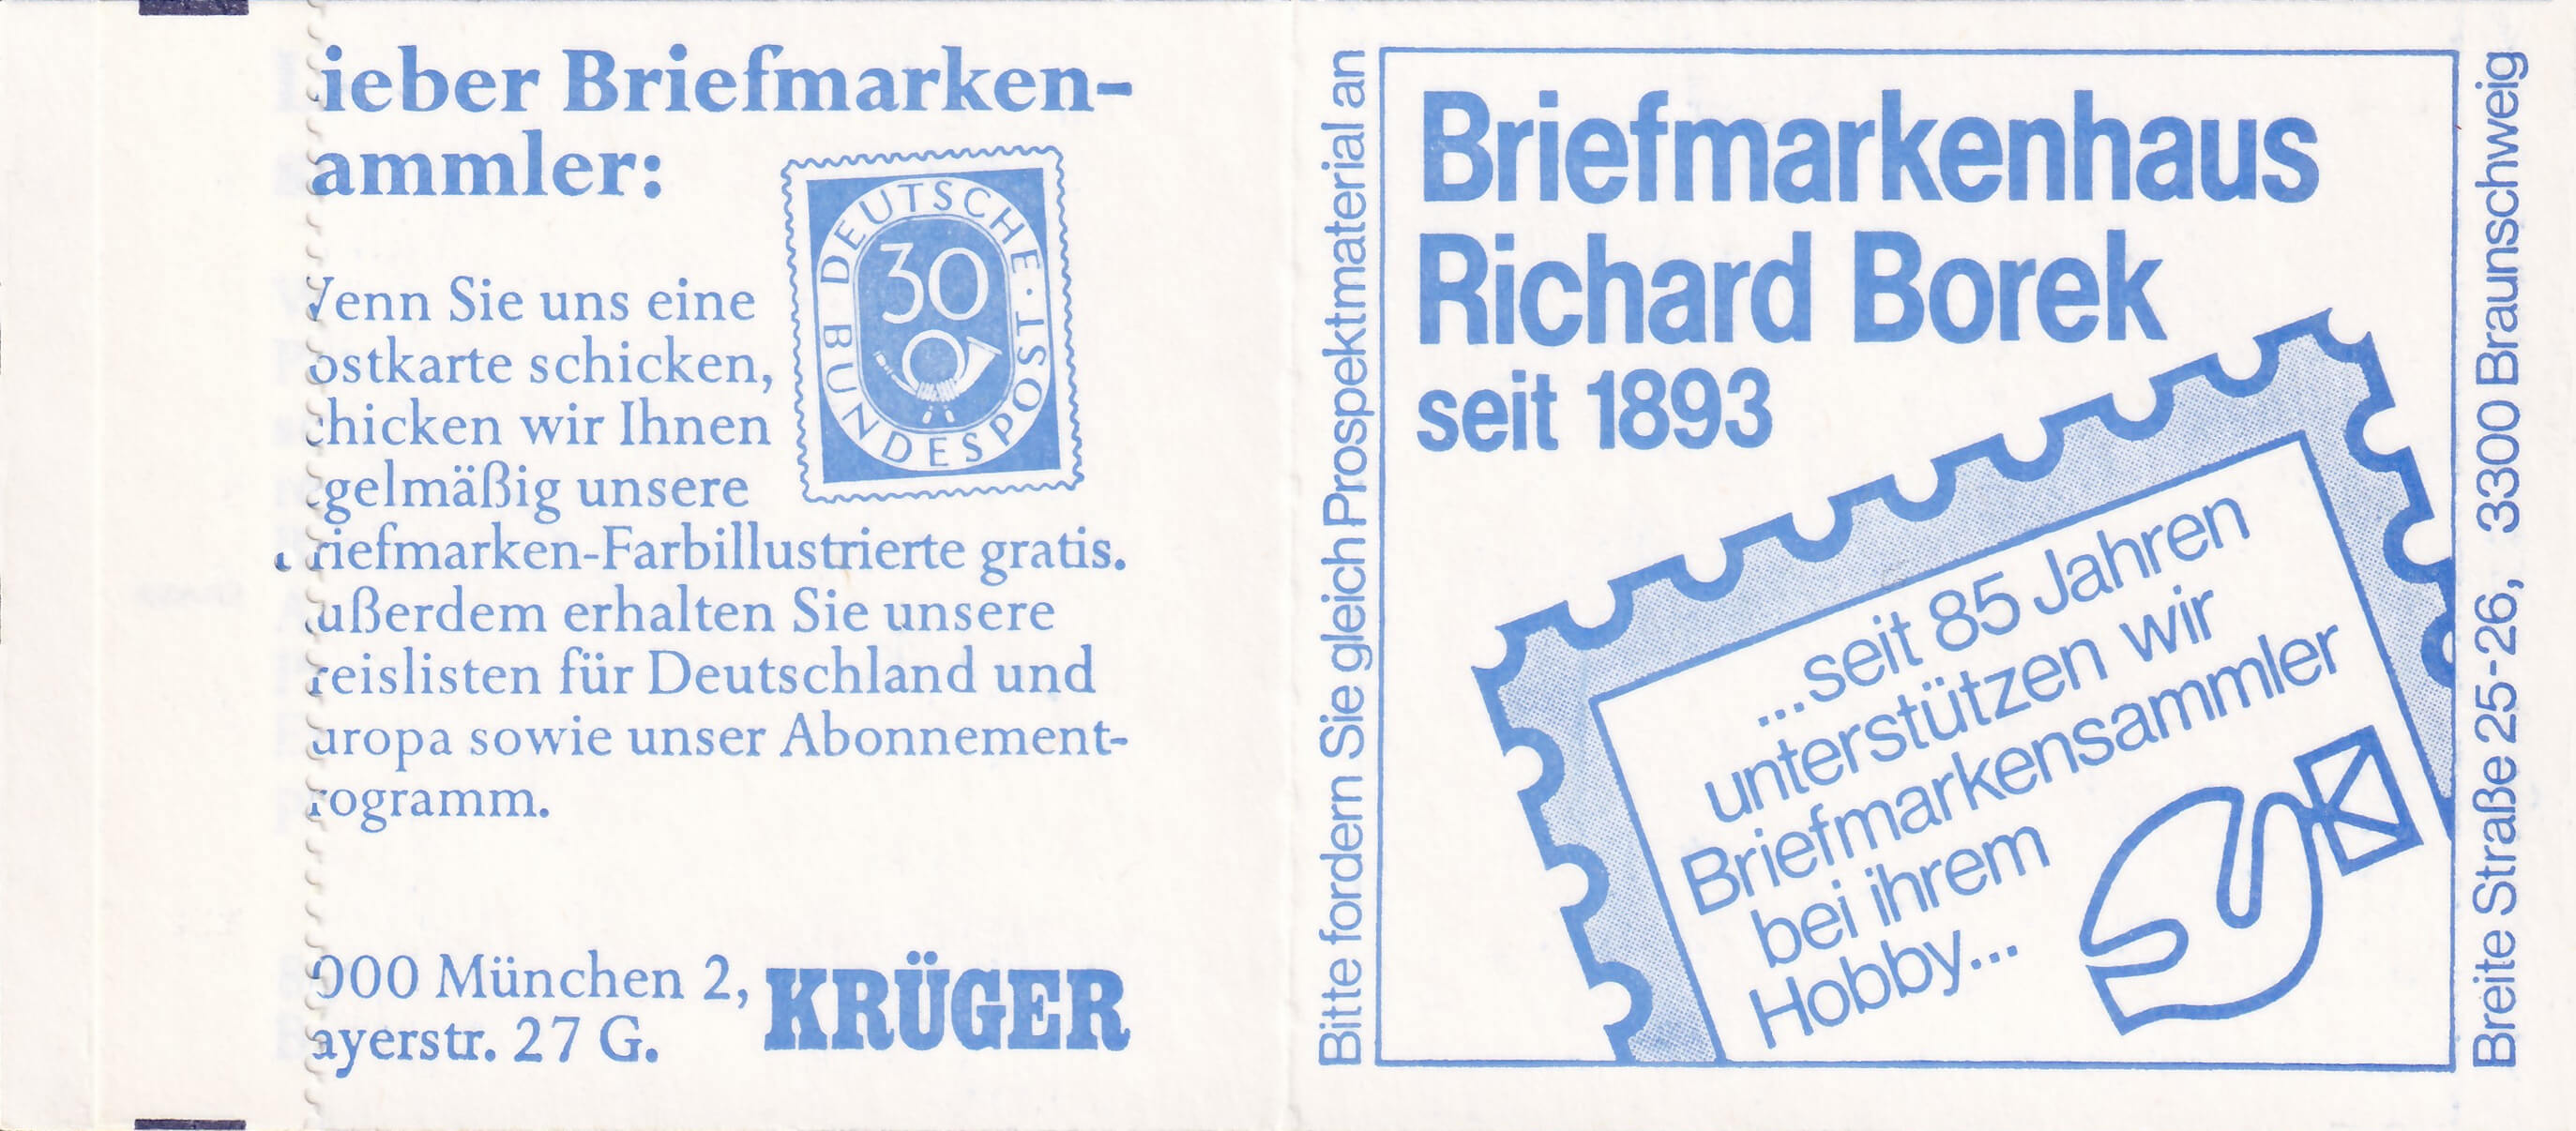 ieber Briefmarken-
ammler:
enn Sie uns eine
ostkarte schicken,
chicken wir Ihnen
gelmäßig unsere
riefmarken-Farbillustrierte gratis.
ußerdem erhalten Sie unsere
reislisten für Deutschland und
uropa sowie unser Abonnement-
rogramm.
DEUTSCHE · BUNDESPOST
30
000 München 2,
ayerstr. 27 G.
KRÜGER
Bitte fordern Sie gleich Prospektmaterial an
Briefmarkenhaus
Richard Borek
seit 1893
...seit 85 Jahren
unterstützen wir
Briefmarkensammler
bei ihrem
Hobby...
Breite Straße 25-26, 3300 Braunschweig